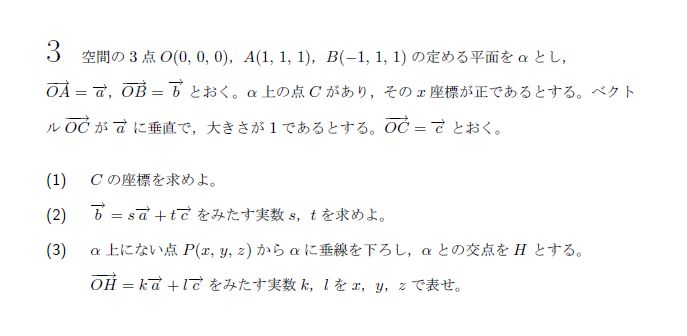 3 空間の 3 点 O(0, 0, 0), A(1, 1, 1), B(−1, 1, 1) の定める平面を α とし,
$\overrightarrow{OA} = \overrightarrow{a}$, $\overrightarrow{OB} = \overrightarrow{b}$ とおく。α 上の点 C があり,その x 座標が正であるとする。ベクト
ル $\overrightarrow{OC}$ が $\overrightarrow{a}$ に垂直で,大きさが 1 であるとする。$\overrightarrow{OC} = \overrightarrow{c}$ とおく。
(1) C の座標を求めよ。
(2) $\overrightarrow{b} = s\overrightarrow{a} + t\overrightarrow{c}$ をみたす実数 s, t を求めよ。
(3) α 上にない点 P(x, y, z) から α に垂線を下ろし,α との交点を H とする。
$\overrightarrow{OH} = k\overrightarrow{a} + l\overrightarrow{c}$ をみたす実数 k, l を x, y, z で表せ。